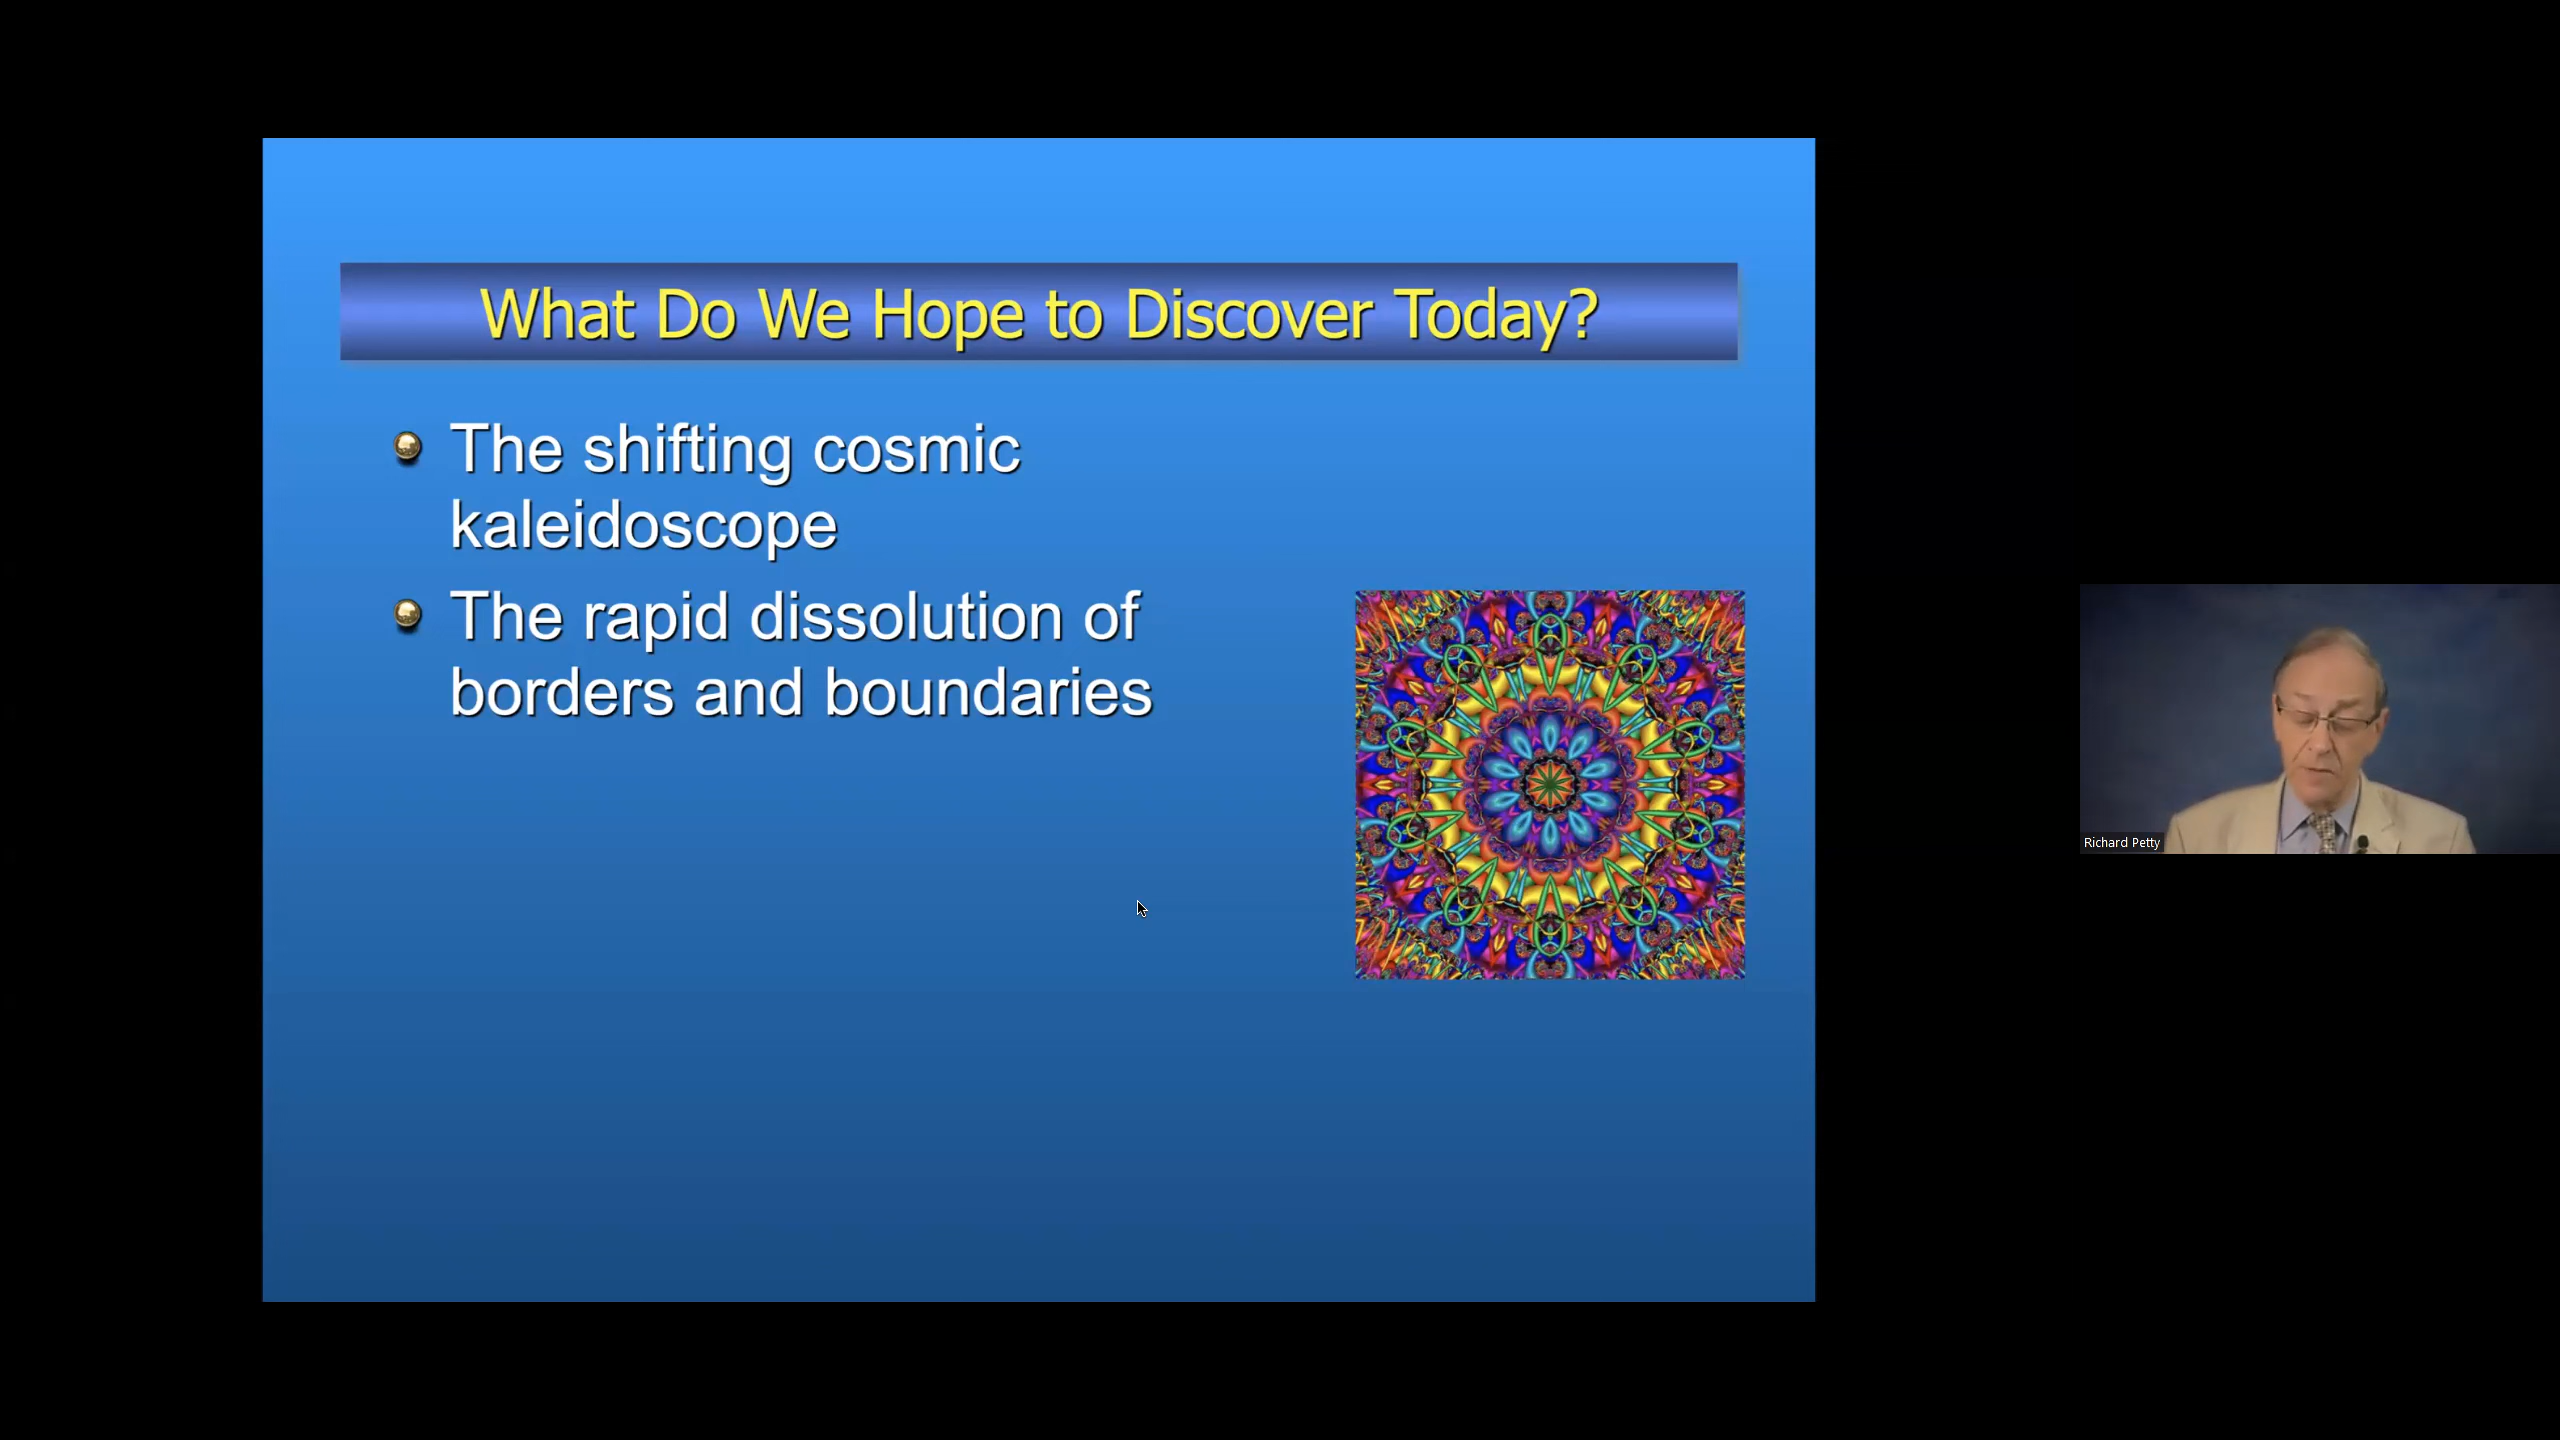 What Do We Hope to Discover Today?
The shifting cosmic
kaleidoscope
The rapid dissolution of
borders and boundaries
Richard Petty